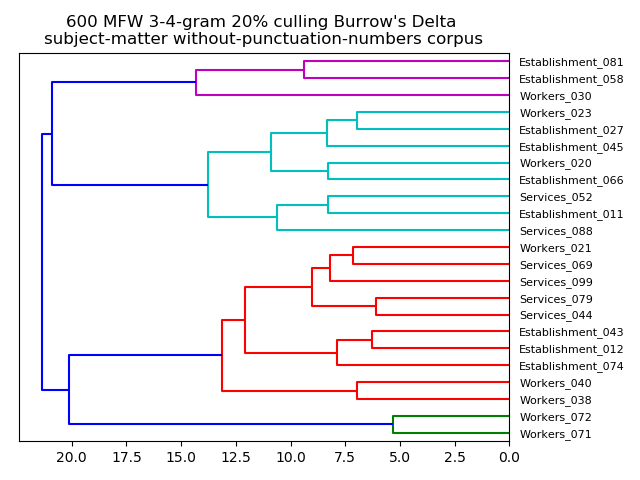 600 MFW 3-4-gram 20% culling Burrow's Delta
subject-matter without-punctuation-numbers corpus
Establishment_081
Establishment_058
Workers_030
Workers_023
Establishment_027
Establishment_045
Workers_020
Establishment_066
Services_052
Establishment_011
Services_088
Workers_021
Services_069
Services_099
Services_079
Services_044
Establishment_043
Establishment_012
Establishment_074
Workers_040
Workers_038
Workers_072
Workers_071
20.0 17.5 15.0 12.5 10.0 7.5 5.0 2.5 0.0